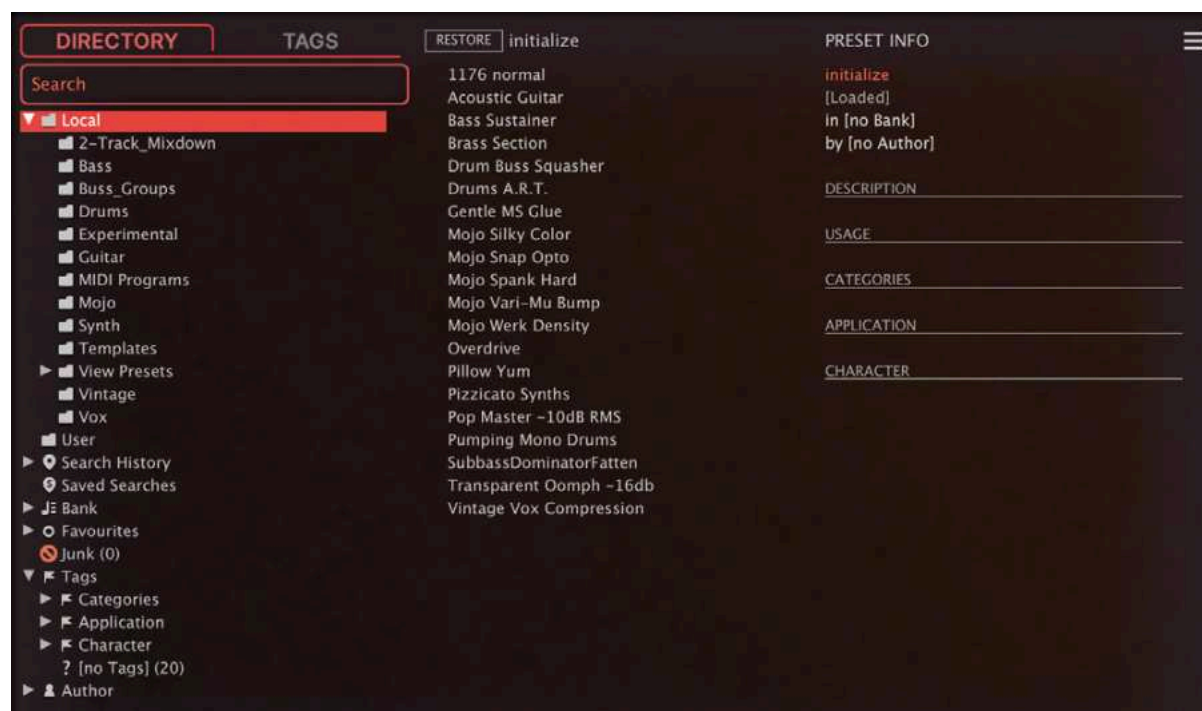 DIRECTORY
TAGS
Search
Local
2-Track_Mixdown
Bass
Buss_Groups
Drums
Experimental
Guitar
MIDI Programs
Mojo
Synth
Templates
View Presets
Vintage
Vox
User
Search History
Saved Searches
Bank
Favourites
Junk (0)
Tags
Categories
Application
Character
? [no Tags] (20)
Author
RESTORE initialize
1176 normal
Acoustic Guitar
Bass Sustainer
Brass Section
Drum Buss Squasher
Drums A.R.T.
Gentle MS Glue
Mojo Silky Color
Mojo Snap Opto
Mojo Spank Hard
Mojo Vari-Mu Bump
Mojo Werk Density
Overdrive
Pillow Yum
Pizzicato Synths
Pop Master -10dB RMS
Pumping Mono Drums
SubbassDominatorFatten
Transparent Oomph -16db
Vintage Vox Compression
PRESET INFO
initialize
[Loaded]
in [no Bank]
by [no Author]
DESCRIPTION
USAGE
CATEGORIES
APPLICATION
CHARACTER